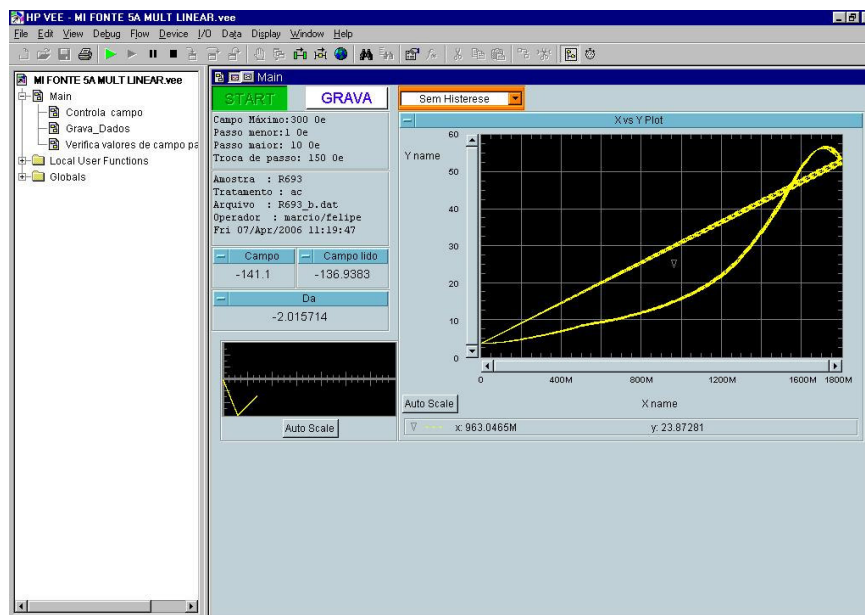 HP VEE - MI FONTE 5A MULT LINEAR.vee
File Edit View Debug Flow Device I/O Data Display Window Help
MI FONTE 5A MULT LINEAR.vee
Main
Controla campo
Grava_Dados
Verifica valores de campo pa
Local User Functions
Globals
Main
START GRAVA Sem Histerese
Campo Máximo:300 Oe
Passo menor:1 Oe
Passo maior: 10 Oe
Troca de passo: 150 Oe
Amostra : R693
Tratamento : ac
Arquivo : R693_b.dat
Operador : marcio/felipe
Fri 07/Apr/2006 11:19:47
Campo Campo lido
-141.1 -136.9383
Da
-2.015714
Auto Scale
X vs Y Plot
Y name
60
50
40
30
20
10
0
0 400M 800M 1200M 1600M 1800M
Auto Scale X name
x: 963.0465M y: 23.87281